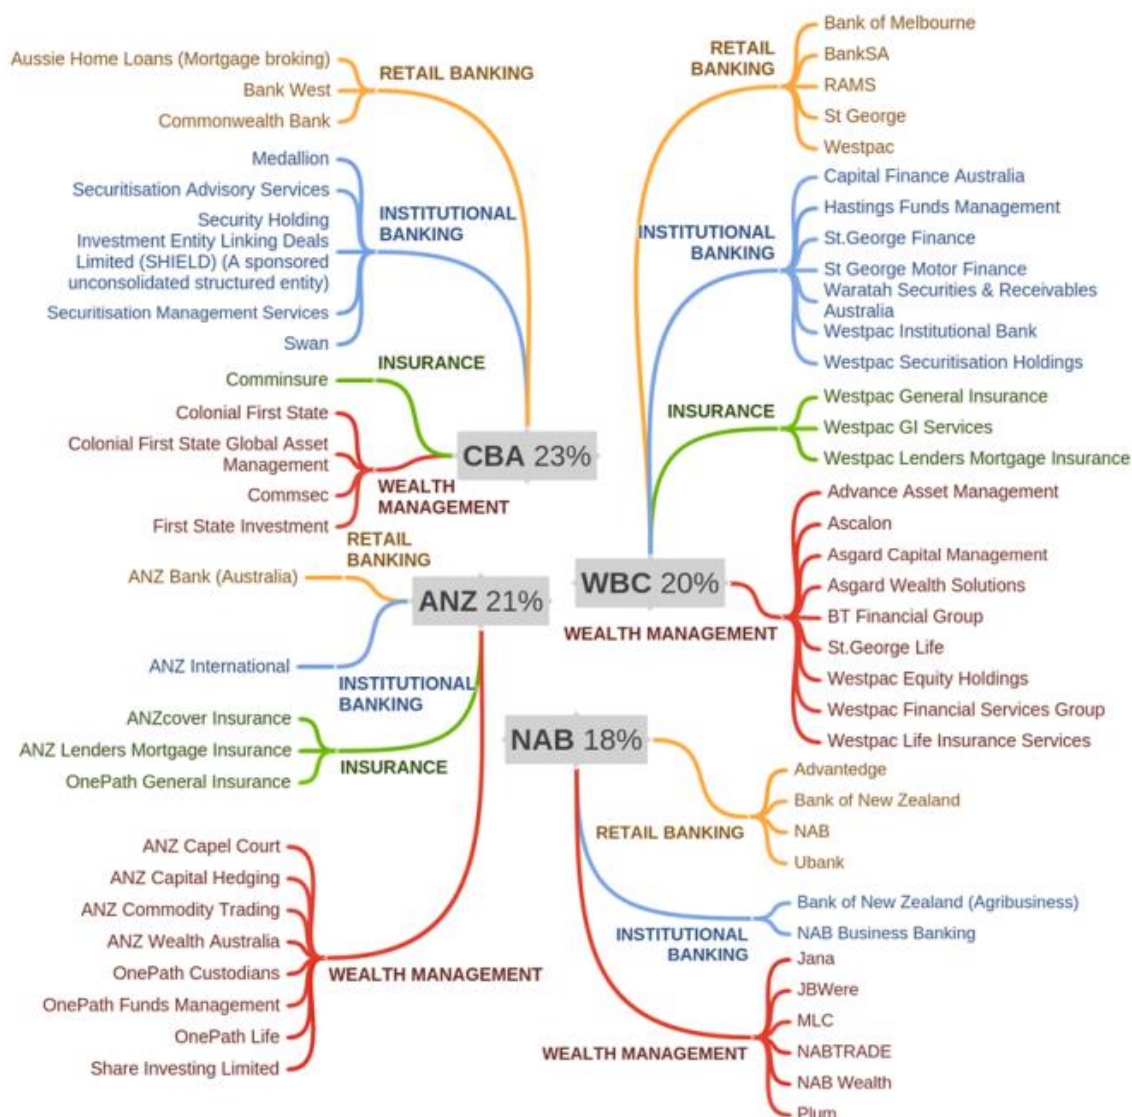 Aussie Home Loans (Mortgage broking)
Bank West
Commonwealth Bank
RETAIL BANKING
Medallion
Securitisation Advisory Services
Security Holding
Investment Entity Linking Deals
Limited (SHIELD) (A sponsored
unconsolidated structured entity)
Securitisation Management Services
Swan
INSTITUTIONAL
BANKING
Comminsure
INSURANCE
Colonial First State
Colonial First State Global Asset
Management
Commsec
First State Investment
WEALTH
MANAGEMENT
CBA 23%
RETAIL
BANKING
Bank of Melbourne
BankSA
RAMS
St George
Westpac
INSTITUTIONAL
BANKING
Capital Finance Australia
Hastings Funds Management
St.George Finance
St George Motor Finance
Waratah Securities & Receivables
Australia
Westpac Institutional Bank
Westpac Securitisation Holdings
INSURANCE
Westpac General Insurance
Westpac GI Services
Westpac Lenders Mortgage Insurance
WBC 20%
WEALTH MANAGEMENT
Advance Asset Management
Ascalon
Asgard Capital Management
Asgard Wealth Solutions
BT Financial Group
St.George Life
Westpac Equity Holdings
Westpac Financial Services Group
Westpac Life Insurance Services
RETAIL
BANKING
ANZ Bank (Australia)
ANZ 21%
ANZ International
INSTITUTIONAL
BANKING
ANZcover Insurance
ANZ Lenders Mortgage Insurance
OnePath General Insurance
INSURANCE
ANZ Capel Court
ANZ Capital Hedging
ANZ Commodity Trading
ANZ Wealth Australia
OnePath Custodians
OnePath Funds Management
OnePath Life
Share Investing Limited
WEALTH MANAGEMENT
NAB 18%
RETAIL BANKING
Advantedge
Bank of New Zealand
NAB
Ubank
INSTITUTIONAL
BANKING
Bank of New Zealand (Agribusiness)
NAB Business Banking
WEALTH MANAGEMENT
Jana
JBWere
MLC
NABTRADE
NAB Wealth
Plum